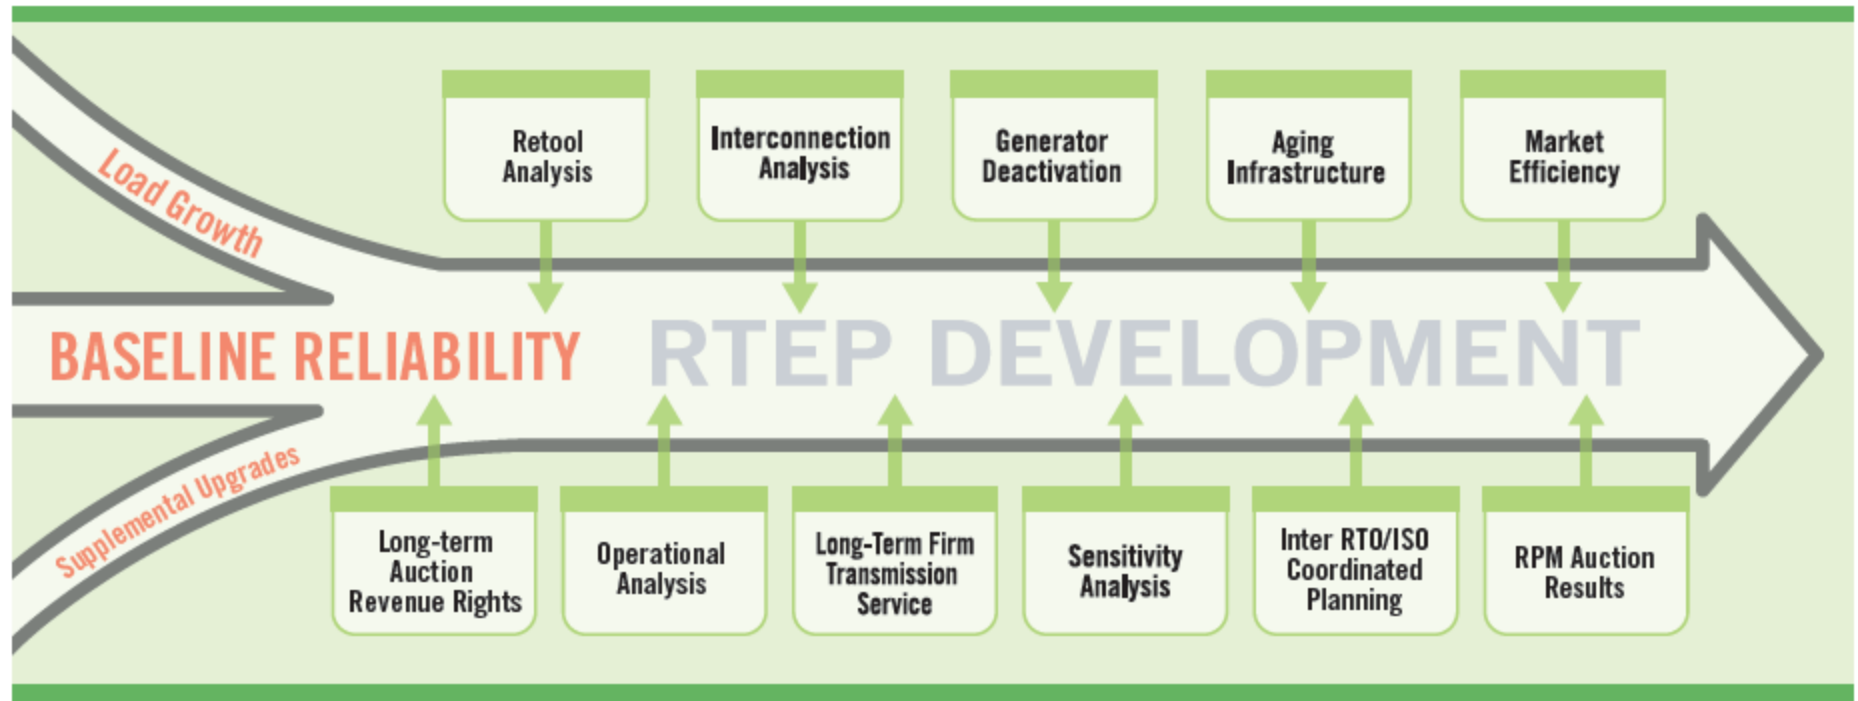 Retool
Analysis
Interconnection
Analysis
Generator
Deactivation
Aging
Infrastructure
Market
Efficiency
Load Growth
BASELINE RELIABILITY
RTEP DEVELOPMENT
Supplemental Upgrades
Long-term
Auction
Revenue Rights
Operational
Analysis
Long-Term Firm
Transmission
Service
Sensitivity
Analysis
Inter RTO/ISO
Coordinated
Planning
RPM Auction
Results